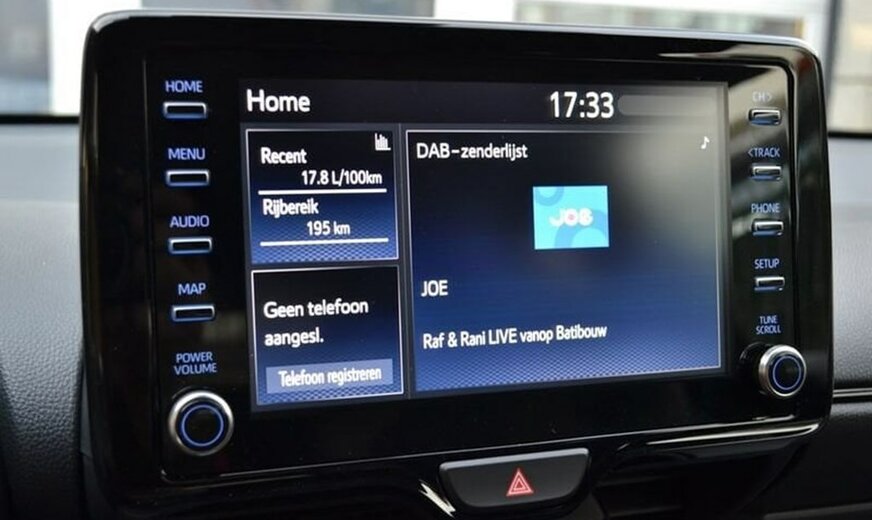 HOME
MENU
AUDIO
MAP
POWER
VOLUME
Home
17:33
Recent
17.8 L/100km
Rijbereik
195 km
Geen telefoon
aangesl.
Telefoon registreren
DAB-zenderlijst
JOE
JOE
Raf & Rani LIVE vanop Batibouw
CH>
<TRACK
PHONE
SETUP
TUNE
SCROLL